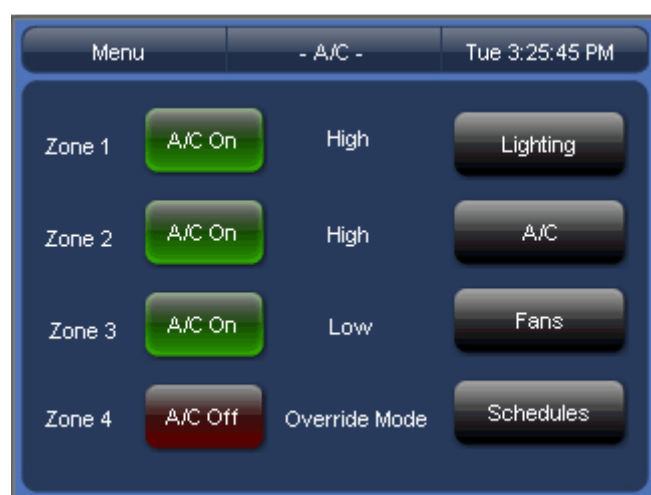 Menu - A/C - Tue 3:25:45 PM
Zone 1 A/C On High Lighting
Zone 2 A/C On High A/C
Zone 3 A/C On Low Fans
Zone 4 A/C Off Override Mode Schedules